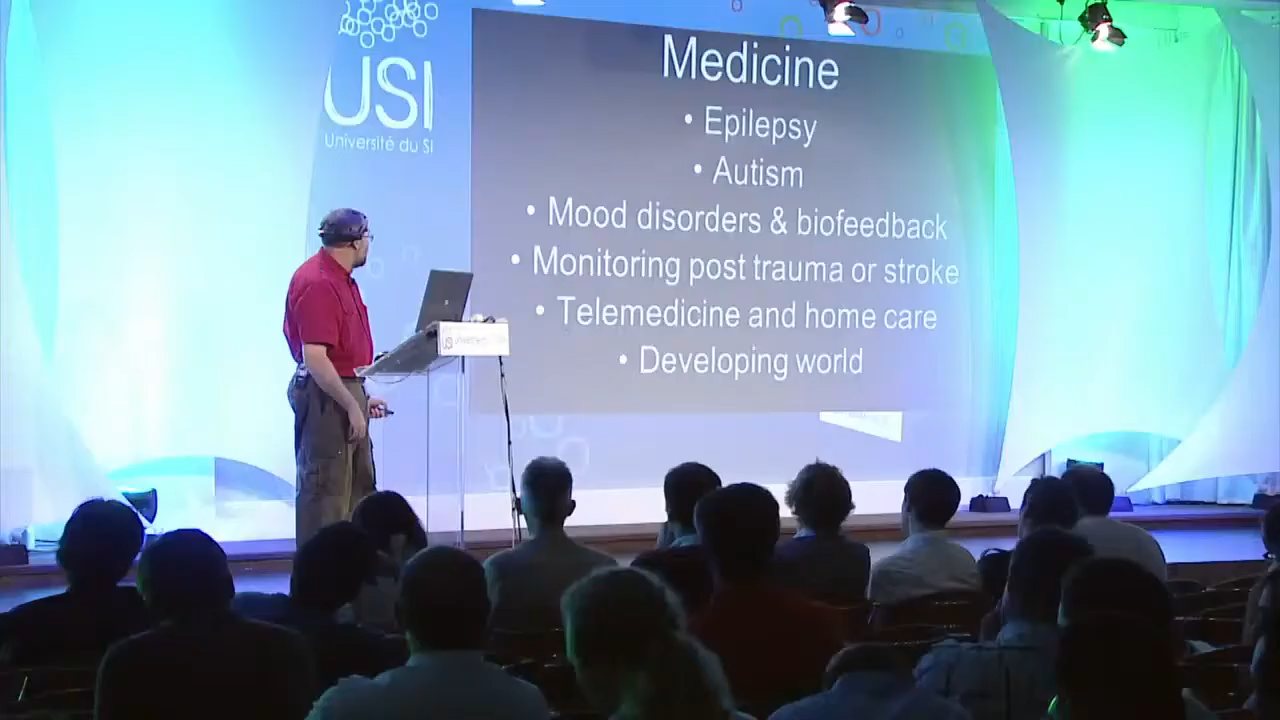 USI
Université du SI
Medicine
• Epilepsy
• Autism
• Mood disorders & biofeedback
• Monitoring post trauma or stroke
• Telemedicine and home care
• Developing world